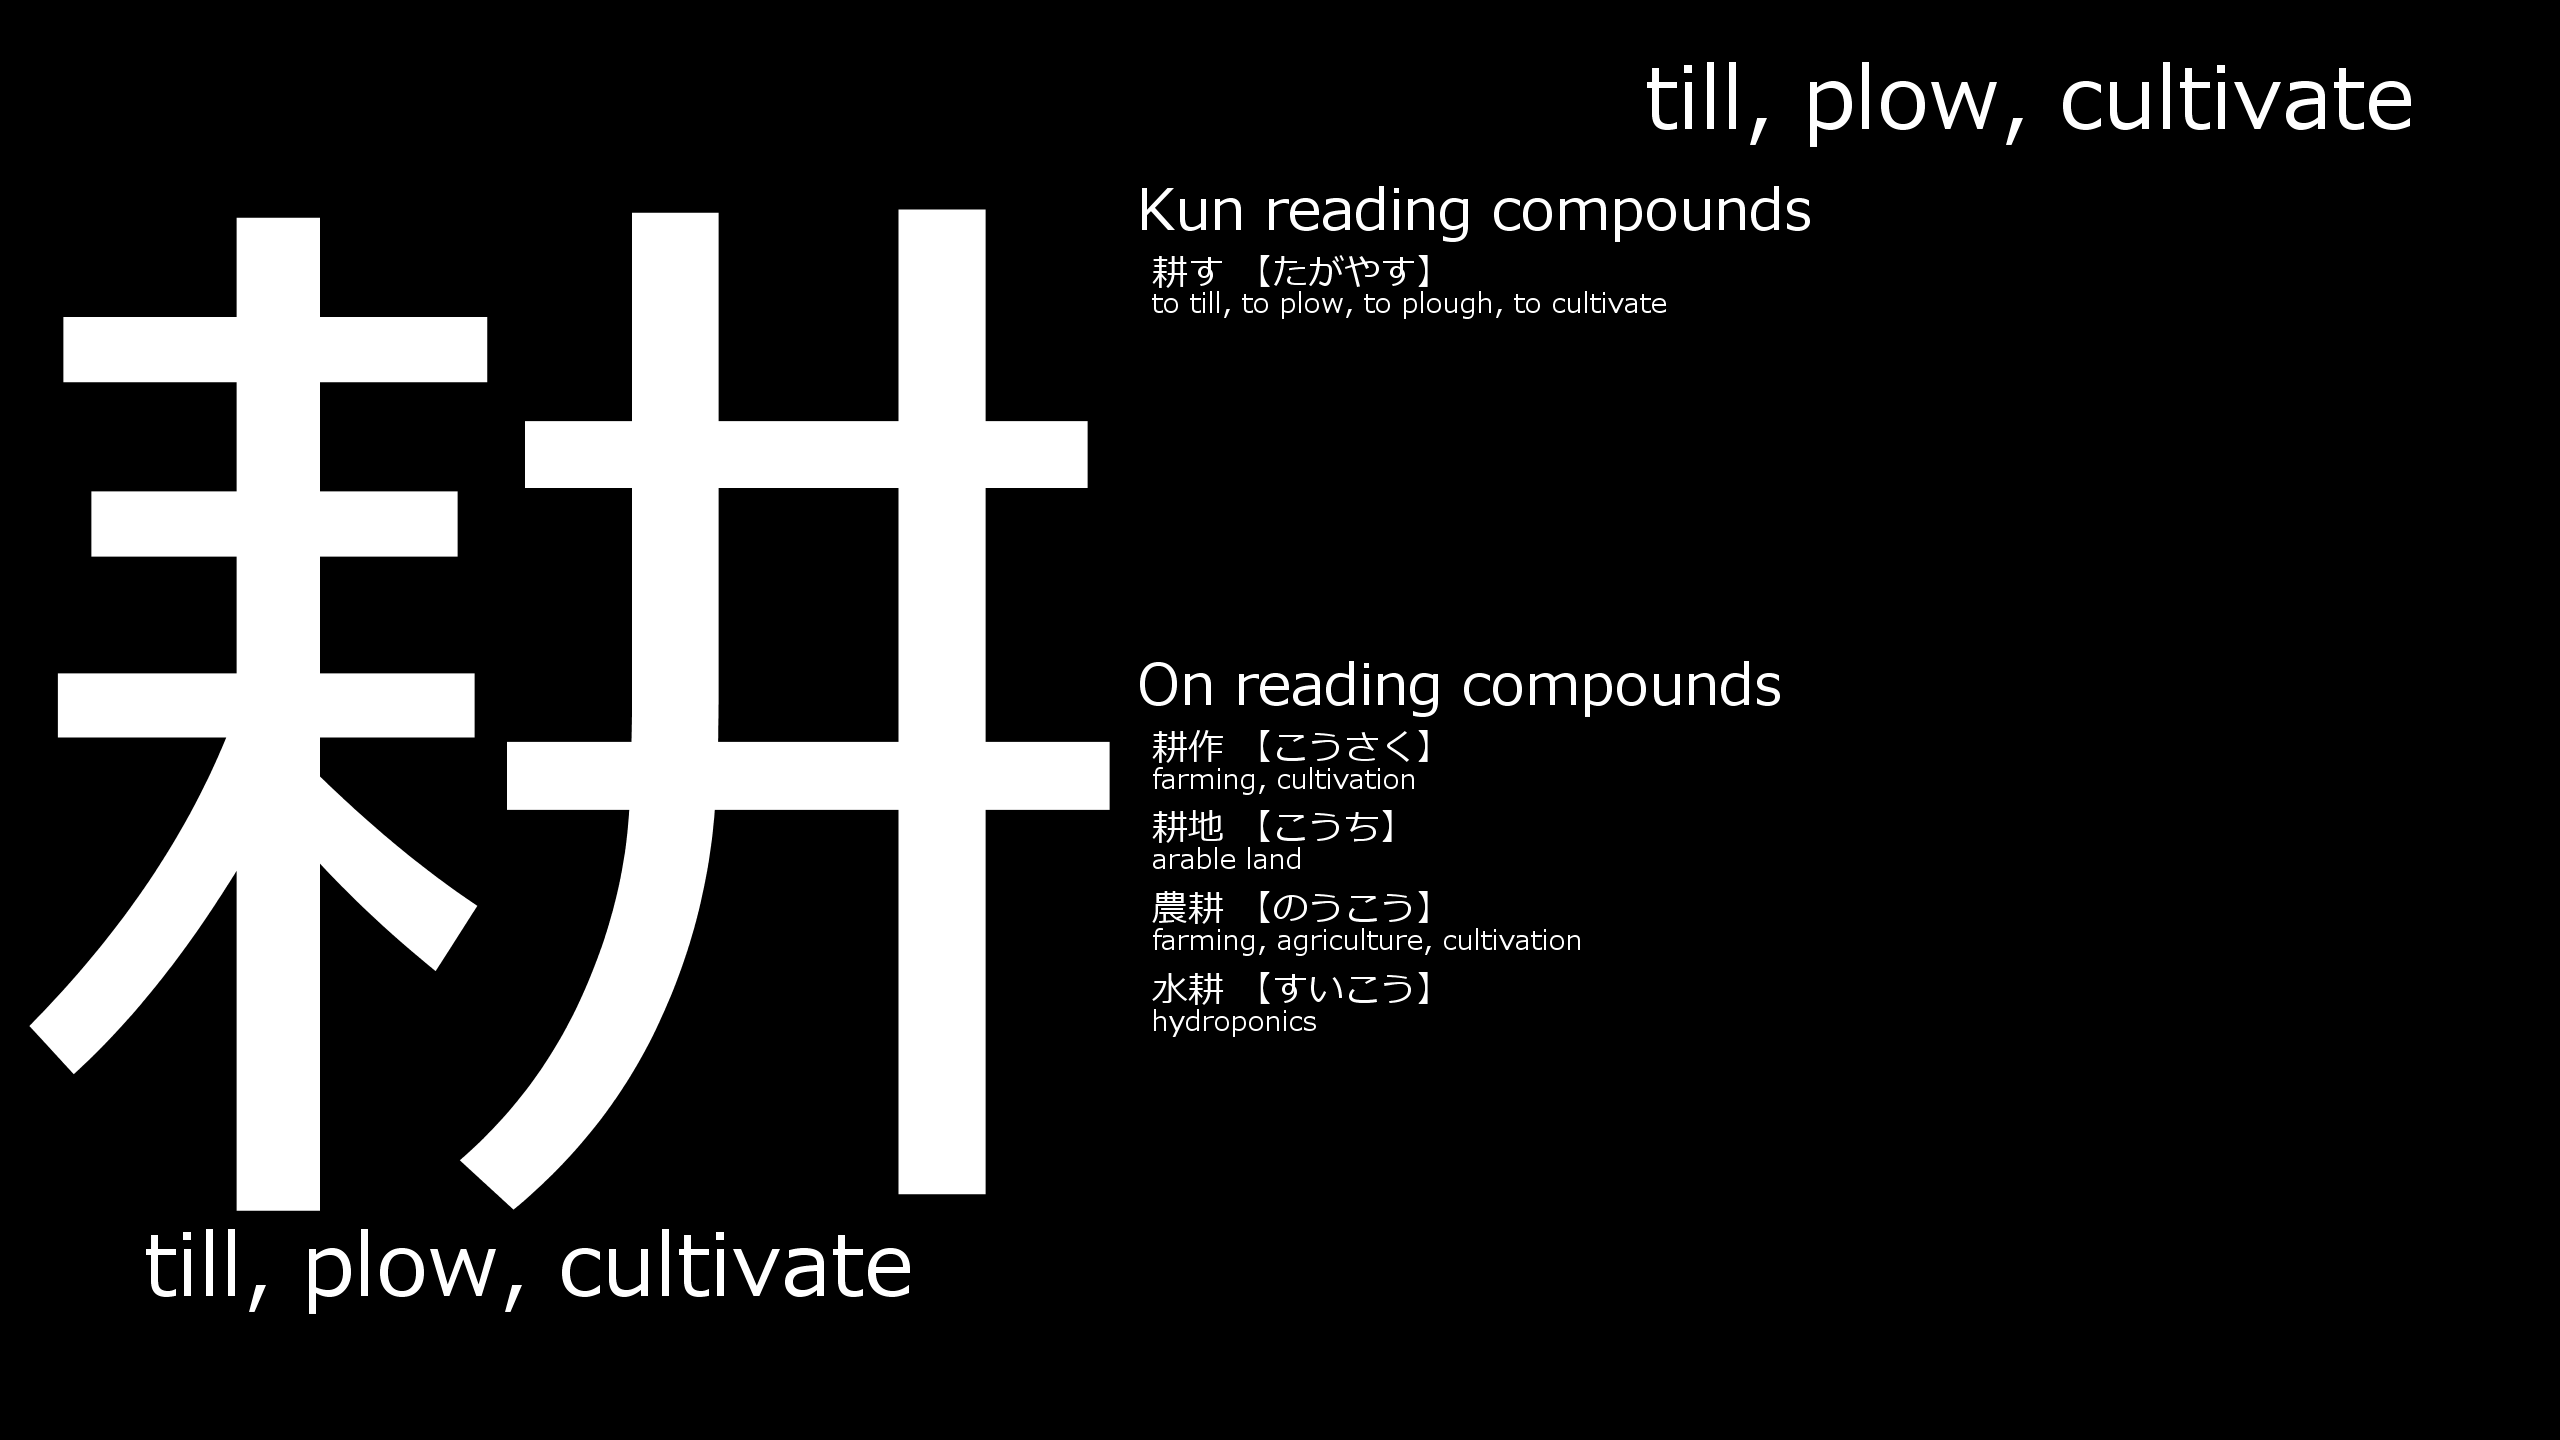 till, plow, cultivate
耕
till, plow, cultivate
Kun reading compounds
耕す 【たがやす】
to till, to plow, to plough, to cultivate
On reading compounds
耕作 【こうさく】
farming, cultivation
耕地 【こうち】
arable land
農耕 【のうこう】
farming, agriculture, cultivation
水耕 【すいこう】
hydroponics